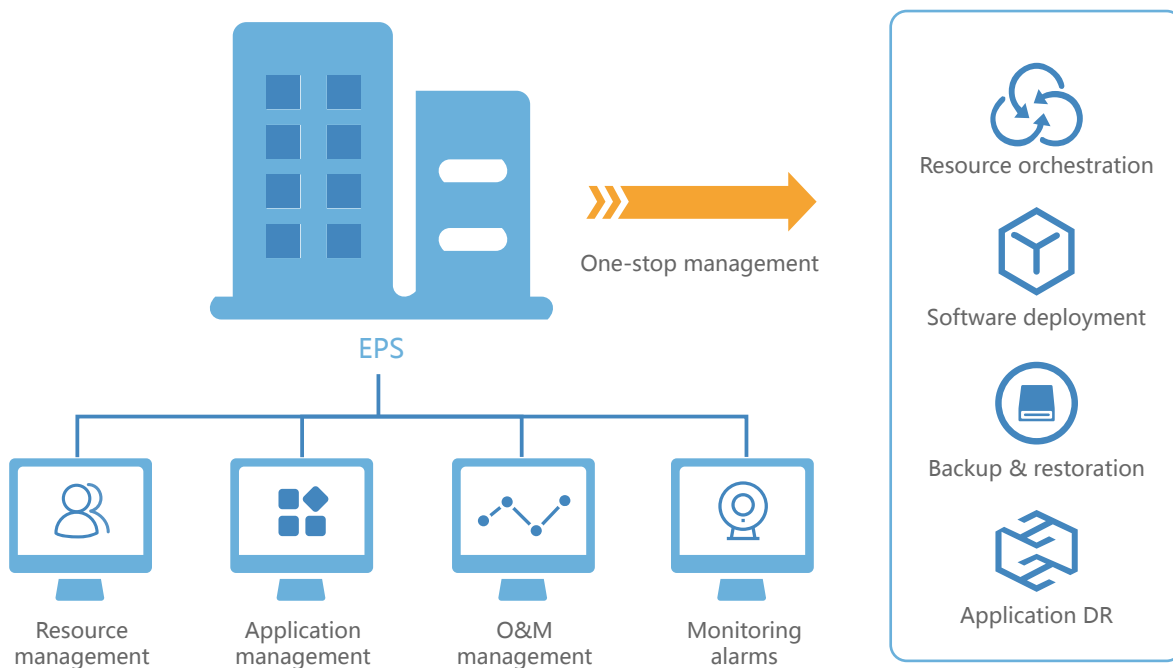 Resource orchestration
One-stop management
Software deployment
EPS
Backup & restoration
Application DR
Resource
management
Application
management
O&M
management
Monitoring
alarms